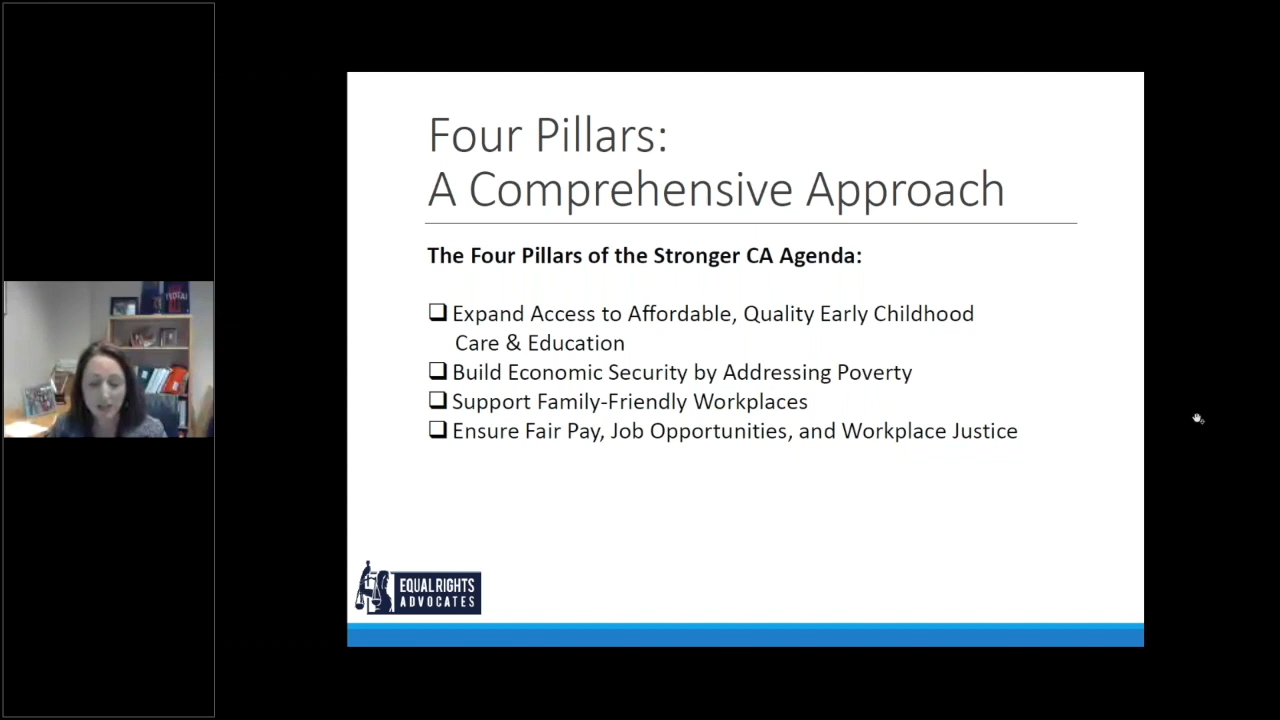 Four Pillars:
A Comprehensive Approach
The Four Pillars of the Stronger CA Agenda:
Expand Access to Affordable, Quality Early Childhood
Care & Education
Build Economic Security by Addressing Poverty
Support Family-Friendly Workplaces
Ensure Fair Pay, Job Opportunities, and Workplace Justice
EQUAL RIGHTS
ADVOCATES